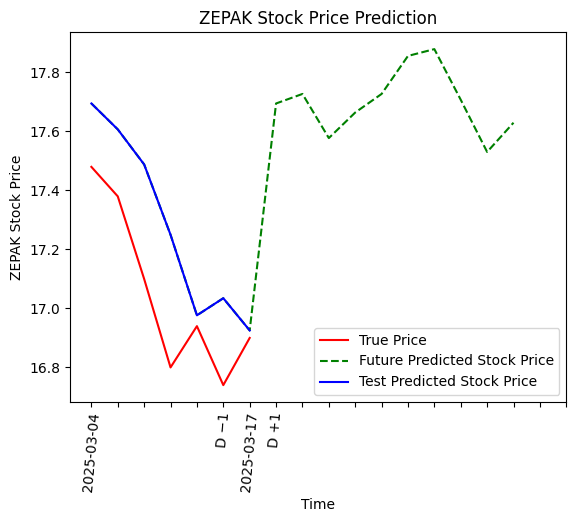 ZEPAK Stock Price Prediction
ZEPAK Stock Price
17.8
17.6
17.4
17.2
17.0
16.8
True Price
Future Predicted Stock Price
Test Predicted Stock Price
2025-03-04
D −1
2025-03-17
D +1
Time